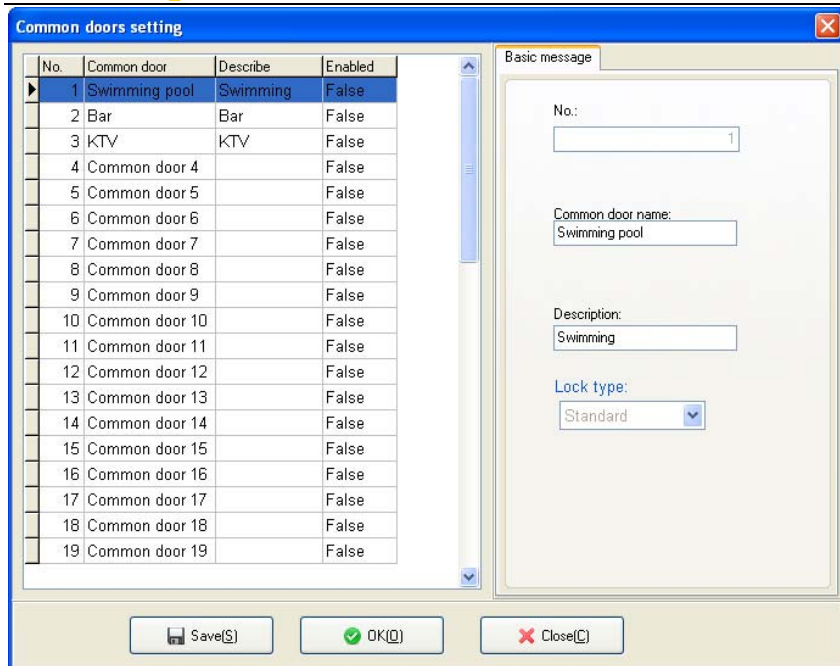 Common doors setting
No. Common door Describe Enabled
1 Swimming pool Swimming False
2 Bar Bar False
3 KTV KTV False
4 Common door 4 False
5 Common door 5 False
6 Common door 6 False
7 Common door 7 False
8 Common door 8 False
9 Common door 9 False
10 Common door 10 False
11 Common door 11 False
12 Common door 12 False
13 Common door 13 False
14 Common door 14 False
15 Common door 15 False
16 Common door 16 False
17 Common door 17 False
18 Common door 18 False
19 Common door 19 False
Basic message
No.:
1
Common door name:
Swimming pool
Description:
Swimming
Lock type:
Standard
Save(S) OK(O) Close(C)